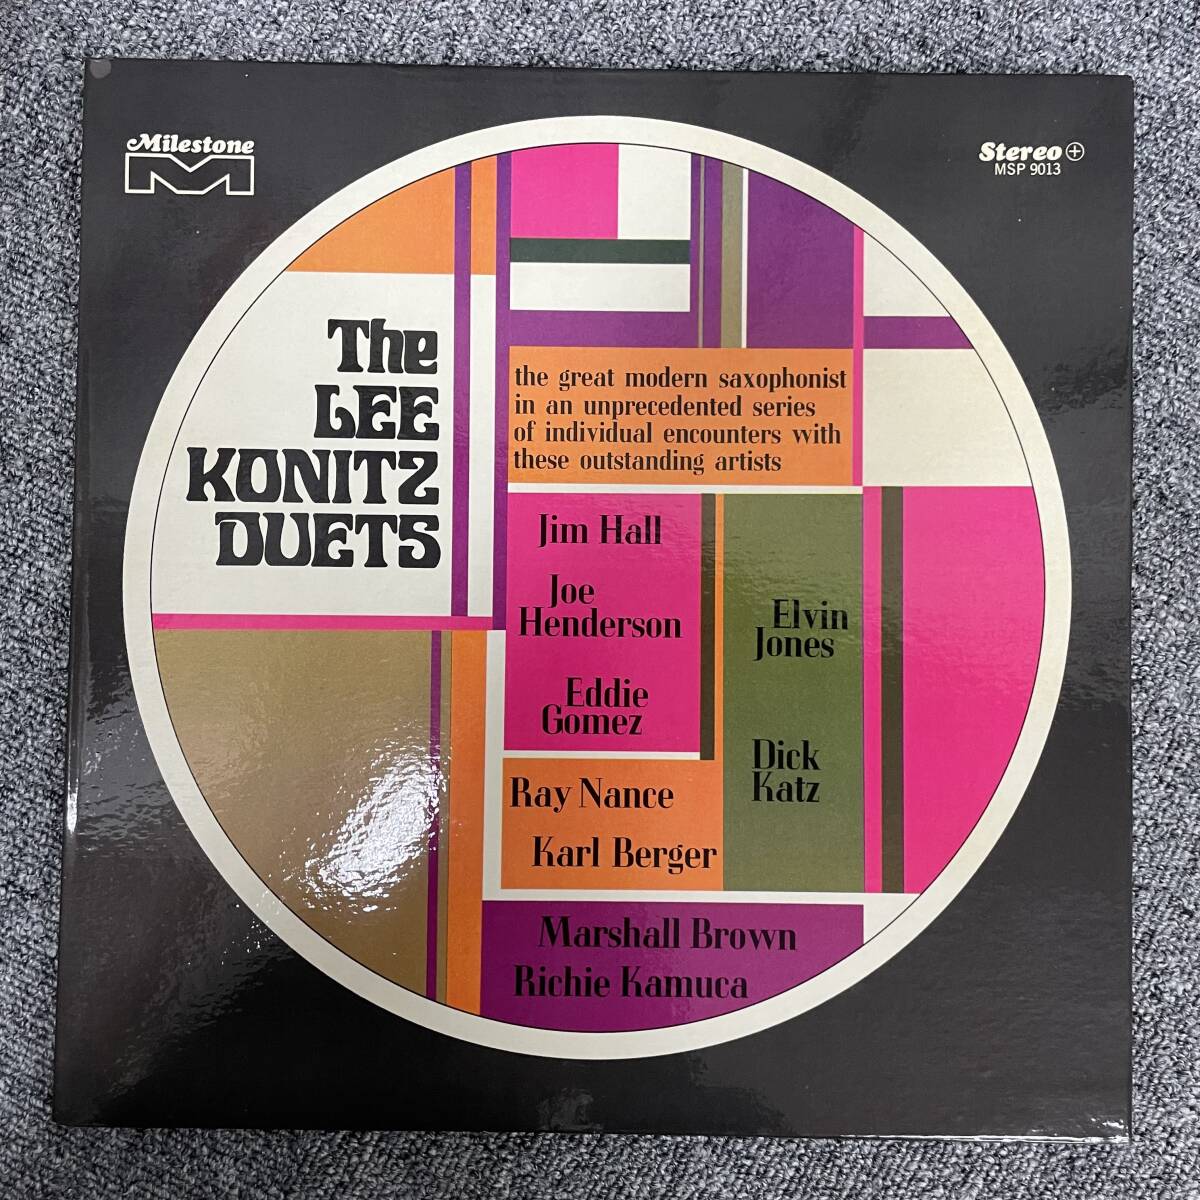 Milestone
M
Stereo
MSP 9013
The
LEE
KONITZ
DUETS
the great modern saxophonist
in an unprecedented series
of individual encounters with
these outstanding artists
Jim Hall
Joe
Henderson
Eddie
Gomez
Elvin
Jones
Dick
Katz
Ray Nance
Karl Berger
Marshall Brown
Richie Kamuca